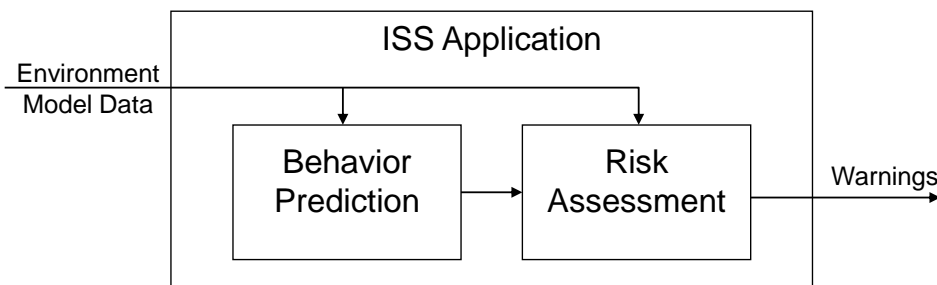 ISS Application
Environment
Model Data
Behavior
Prediction
Risk
Assessment
Warnings